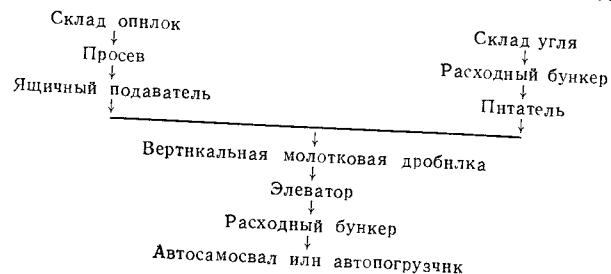 Склад опилок
Просев
Ящичный подаватель
Склад угля
Расходный бункер
Питатель
Вертикальная молотковая дробилка
Элеватор
Расходный бункер
Автосамосвал или автопогрузчик